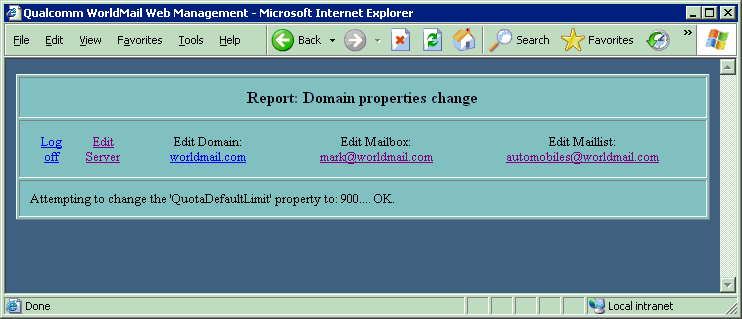 Qualcomm WorldMail Web Management - Microsoft Internet Explorer
File Edit View Favorites Tools Help Back Search Favorites »
Report: Domain properties change
Log Edit Edit Domain: Edit Mailbox: Edit Maillist:
off Server worldmail.com mark@worldmail.com automobiles@worldmail.com
Attempting to change the 'QuotaDefaultLimit' property to: 900.... OK.
Done Local intranet